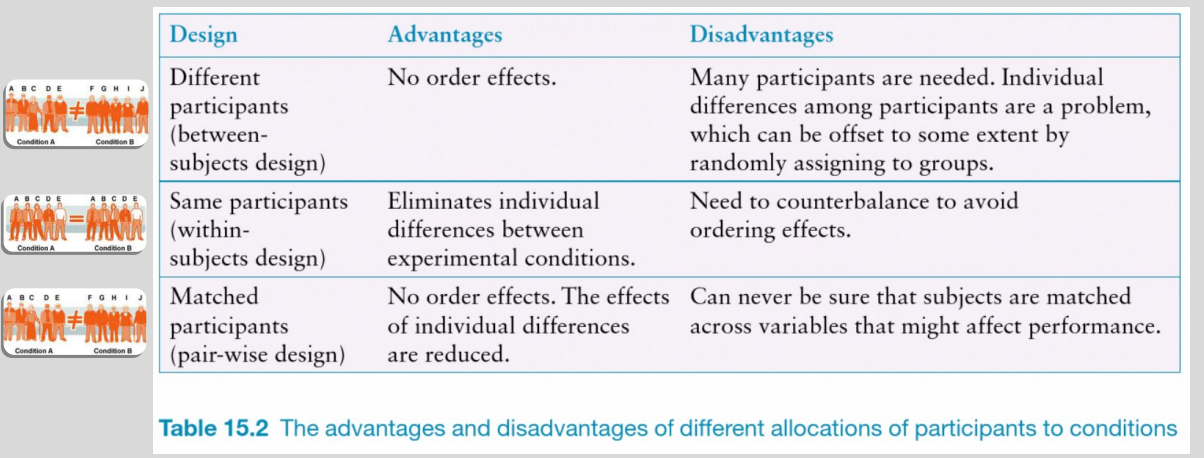 Design Advantages Disadvantages
A B C D E F G H I J
Condition A Condition B
Different No order effects. Many participants are needed. Individual
participants differences among participants are a problem,
(between- which can be offset to some extent by
subjects design) randomly assigning to groups.
A B C D E A B C D E
Condition A Condition B
Same participants Eliminates individual Need to counterbalance to avoid
(within- differences between ordering effects.
subjects design) experimental conditions.
A B C D E F G H I J
Condition A Condition B
Matched No order effects. The effects Can never be sure that subjects are matched
participants of individual differences across variables that might affect performance.
(pair-wise design) are reduced.
Table 15.2 The advantages and disadvantages of different allocations of participants to conditions